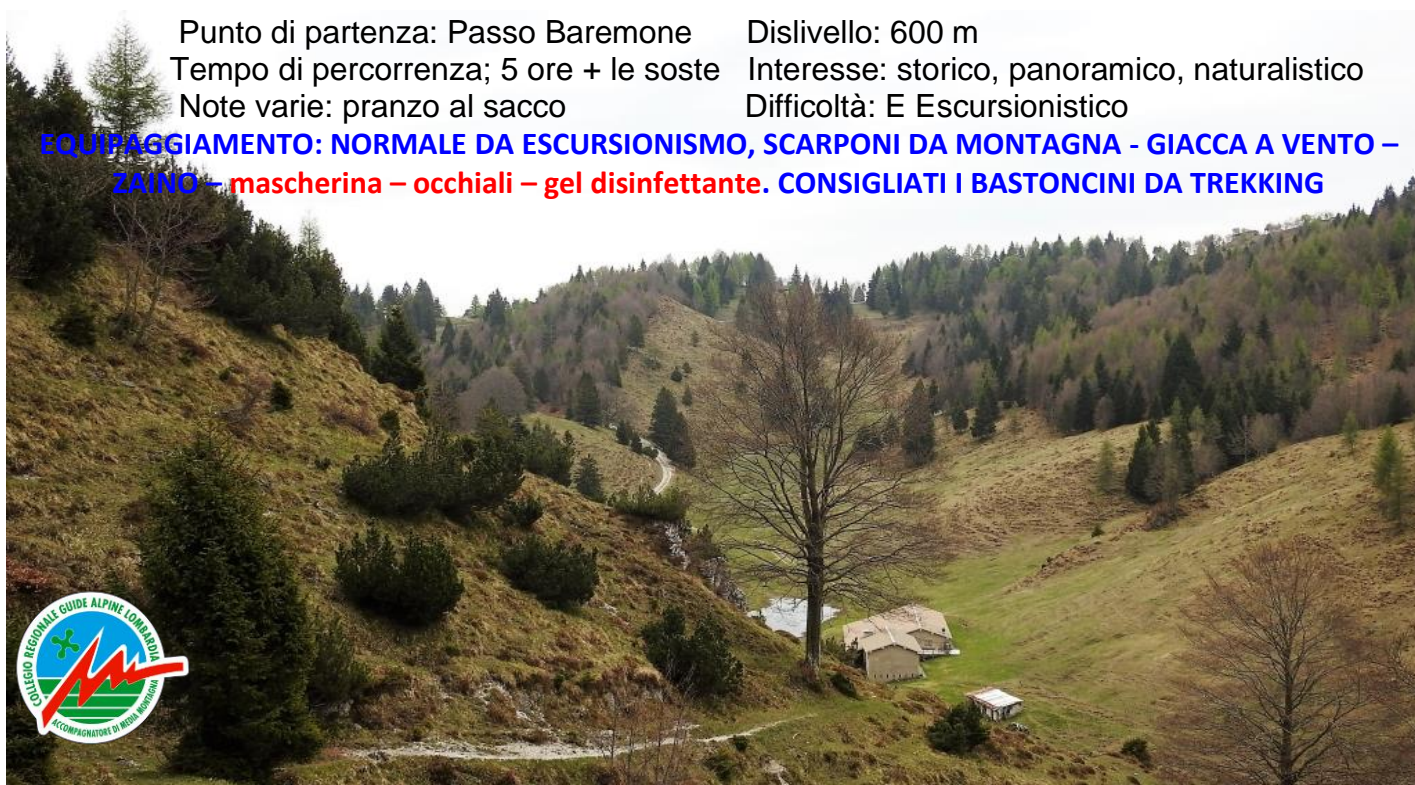 Punto di partenza: Passo Baremone Dislivello: 600 m
Tempo di percorrenza; 5 ore + le soste Interesse: storico, panoramico, naturalistico
Note varie: pranzo al sacco Difficoltà: E Escursionistico
EQUIPAGGIAMENTO: NORMALE DA ESCURSIONISMO, SCARPONI DA MONTAGNA - GIACCA A VENTO –
ZAINO – mascherina – occhiali – gel disinfettante. CONSIGLIATI I BASTONCINI DA TREKKING
COLLEGIO REGIONALE GUIDE ALPINE LOMBARDIA
ACCOMPAGNATORE DI MEDIA MONTAGNA